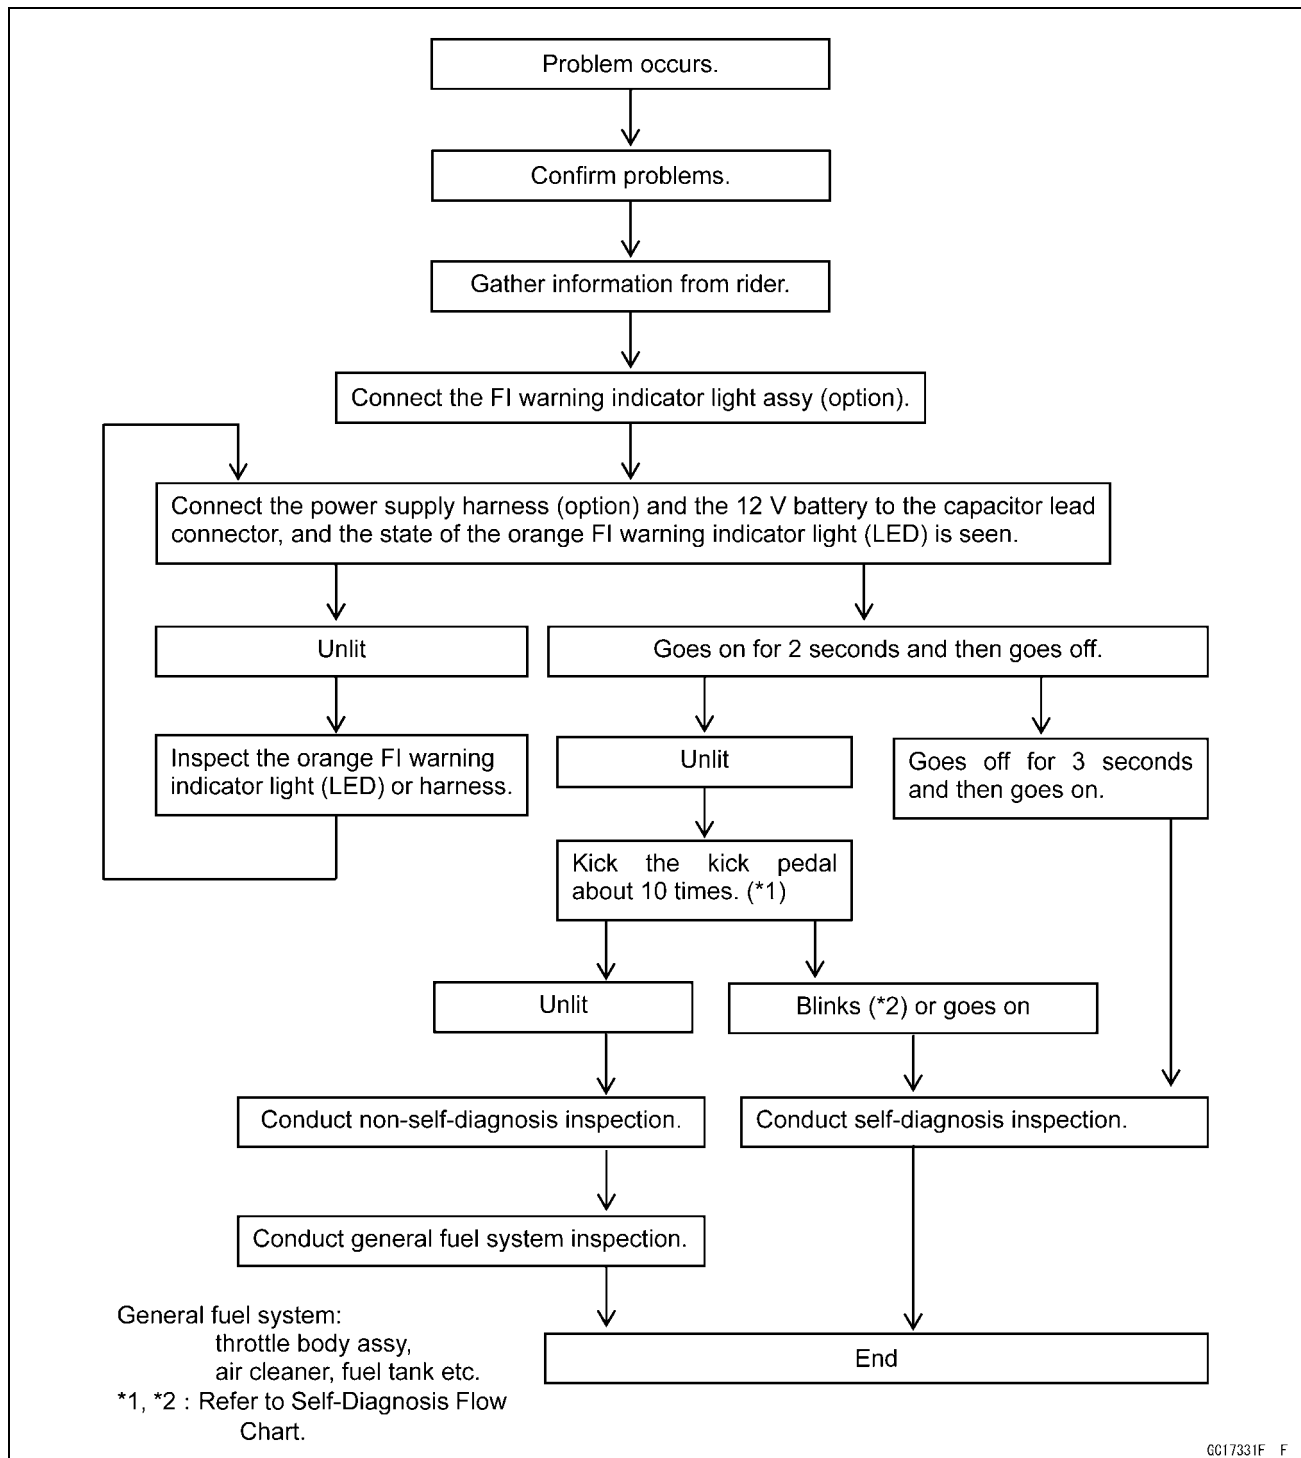 Problem occurs.
Confirm problems.
Gather information from rider.
Connect the FI warning indicator light assy (option).
Connect the power supply harness (option) and the 12 V battery to the capacitor lead
connector, and the state of the orange FI warning indicator light (LED) is seen.
Unlit
Goes on for 2 seconds and then goes off.
Inspect the orange FI warning
indicator light (LED) or harness.
Unlit
Goes off for 3 seconds
and then goes on.
Kick the kick pedal
about 10 times. (*1)
Unlit
Blinks (*2) or goes on
Conduct non-self-diagnosis inspection.
Conduct self-diagnosis inspection.
Conduct general fuel system inspection.
General fuel system:
throttle body assy,
air cleaner, fuel tank etc.
*1, *2 : Refer to Self-Diagnosis Flow
Chart.
End
GC17331F F